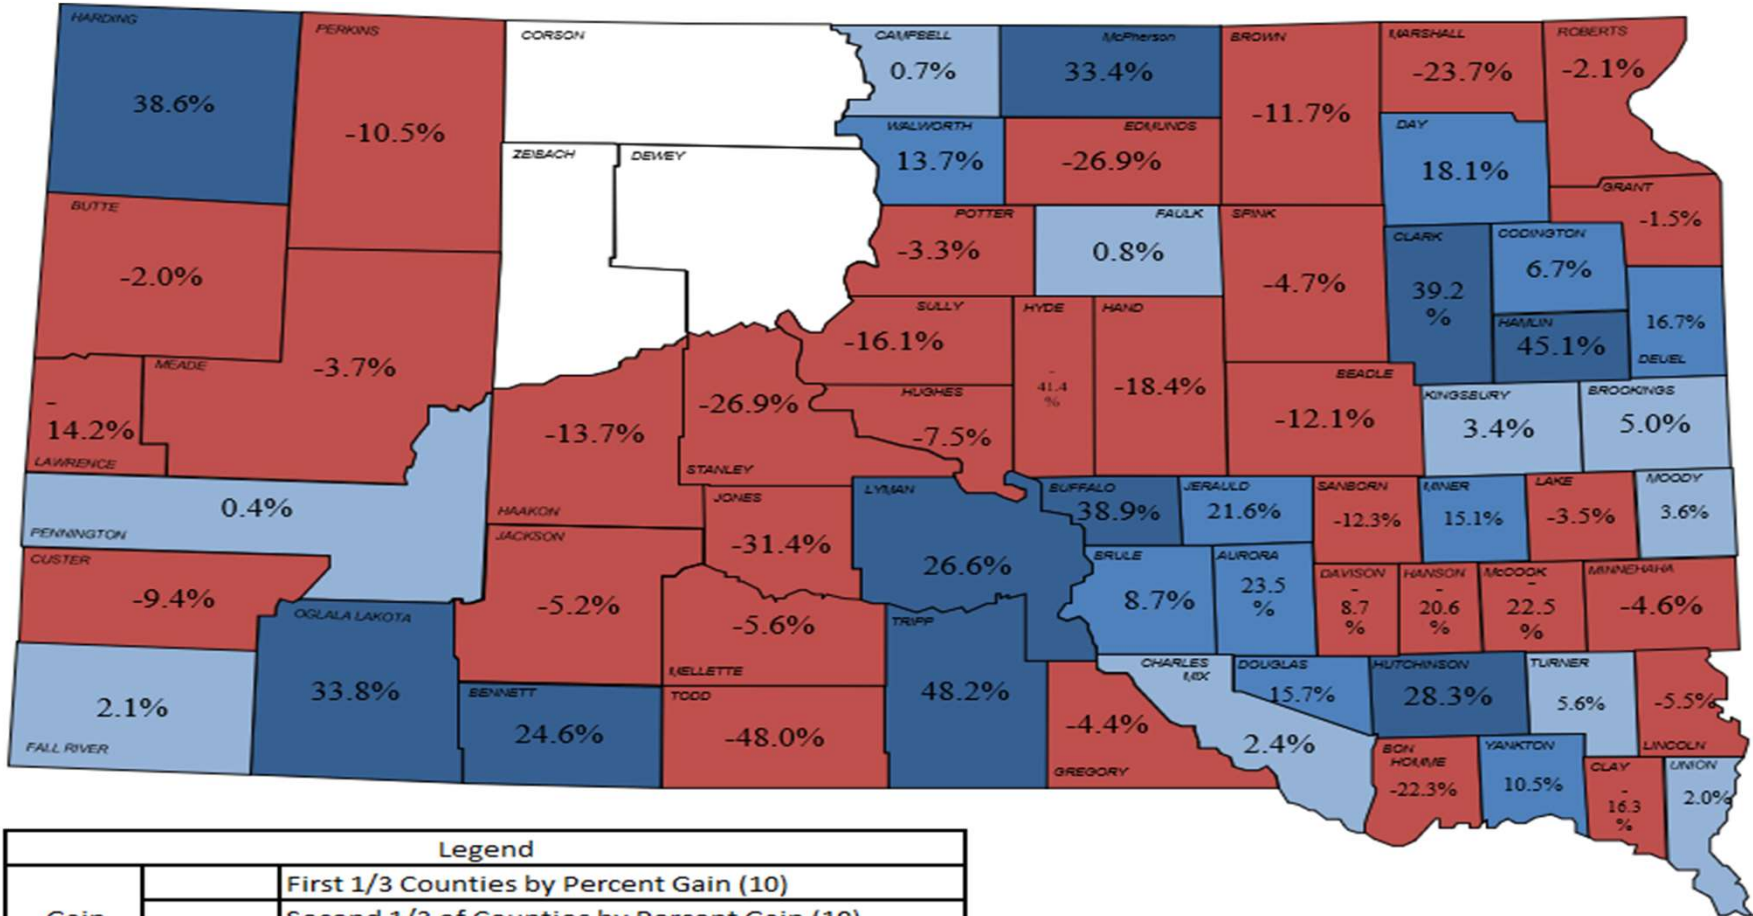 HARDING
38.6%
PERKINS
-10.5%
CORSON
CAMPBELL
0.7%
McPherson
33.4%
BROWN
-11.7%
MARSHALL
-23.7%
ROBERTS
-2.1%
WALWORTH
13.7%
EDMUNDS
-26.9%
DAY
18.1%
ZEIBACH
DEWEY
GRANT
-1.5%
BUTTE
-2.0%
POTTER
-3.3%
FAULK
0.8%
SPINK
-4.7%
CLARK
39.2
%
CODINGTON
6.7%
HAMLIN
45.1%
16.7%
DEUEL
MEADE
-3.7%
SULLY
-16.1%
HYDE
-
41.4
%
HAND
-18.4%
BEADLE
-12.1%
KINGSBURY
3.4%
BROOKINGS
5.0%
-
14.2%
LAWRENCE
-13.7%
HAAKON
-26.9%
STANLEY
HUGHES
-7.5%
0.4%
PENNINGTON
JONES
-31.4%
LYMAN
26.6%
BUFFALO
38.9%
JERAULD
21.6%
SANBORN
-12.3%
MINER
15.1%
LAKE
-3.5%
MOODY
3.6%
CUSTER
-9.4%
JACKSON
-5.2%
-5.6%
MELLETTE
BRULE
8.7%
AURORA
23.5
%
DAVISON
-
8.7
%
HANSON
-
20.6
%
McCOOK
-
22.5
%
MINNEHAHA
-4.6%
2.1%
FALL RIVER
OGLALA LAKOTA
33.8%
BENNETT
24.6%
TODD
-48.0%
TRIPP
48.2%
-4.4%
GREGORY
CHARLES
MIX
2.4%
DOUGLAS
15.7%
HUTCHINSON
28.3%
TURNER
5.6%
-5.5%
LINCOLN
BON
HOMME
-22.3%
YANKTON
10.5%
CLAY
-
16.3
%
UNION
2.0%
Legend
First 1/3 Counties by Percent Gain (10)
Gain
Second 1/3 of Counties by Percent Gain (10)